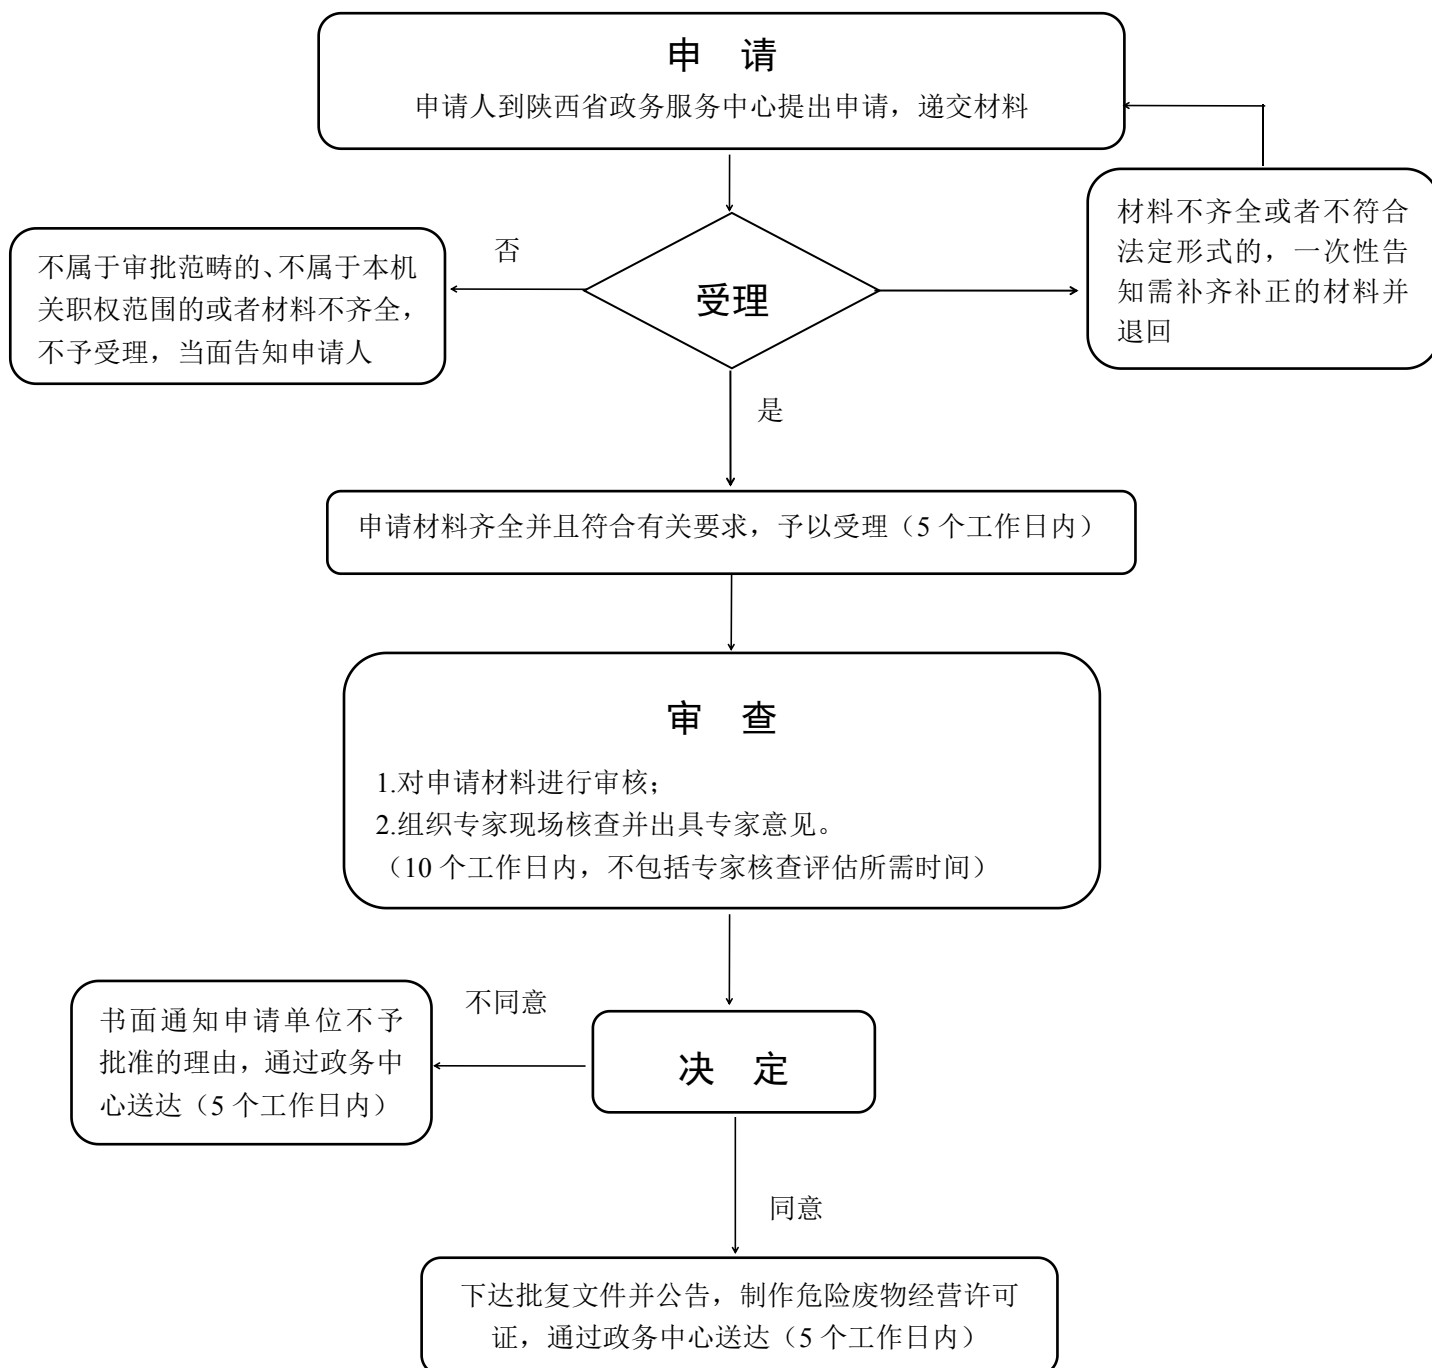 申 请
申请人到陕西省政务服务中心提出申请，递交材料
材料不齐全或者不符合
法定形式的，一次性告
知需补齐补正的材料并
退回
否
不属于审批范畴的、不属于本机
关职权范围的或者材料不齐全，
不予受理，当面告知申请人
受理
是
申请材料齐全并且符合有关要求，予以受理（5 个工作日内）
审 查
1.对申请材料进行审核；
2.组织专家现场核查并出具专家意见。
（10 个工作日内，不包括专家核查评估所需时间）
不同意
书面通知申请单位不予
批准的理由，通过政务中
心送达（5 个工作日内）
决 定
同意
下达批复文件并公告，制作危险废物经营许可
证，通过政务中心送达（5 个工作日内）